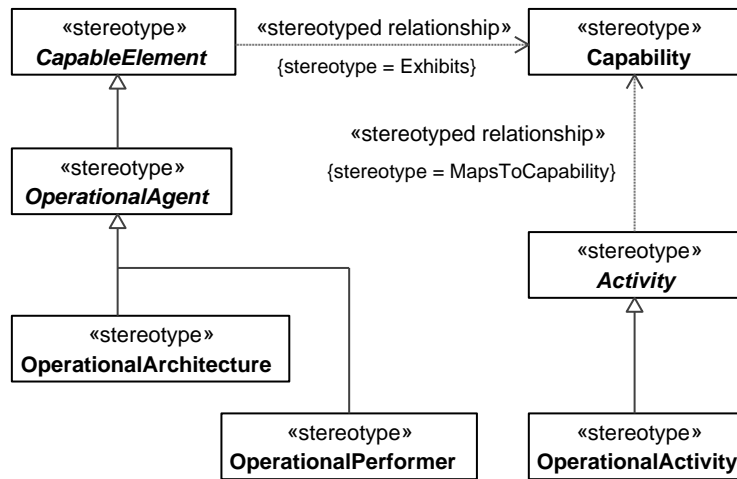 «stereotype»
CapableElement
«stereotyped relationship»
{stereotype = Exhibits}
«stereotype»
Capability
«stereotyped relationship»
{stereotype = MapsToCapability}
«stereotype»
OperationalAgent
«stereotype»
Activity
«stereotype»
OperationalArchitecture
«stereotype»
OperationalPerformer
«stereotype»
OperationalActivity